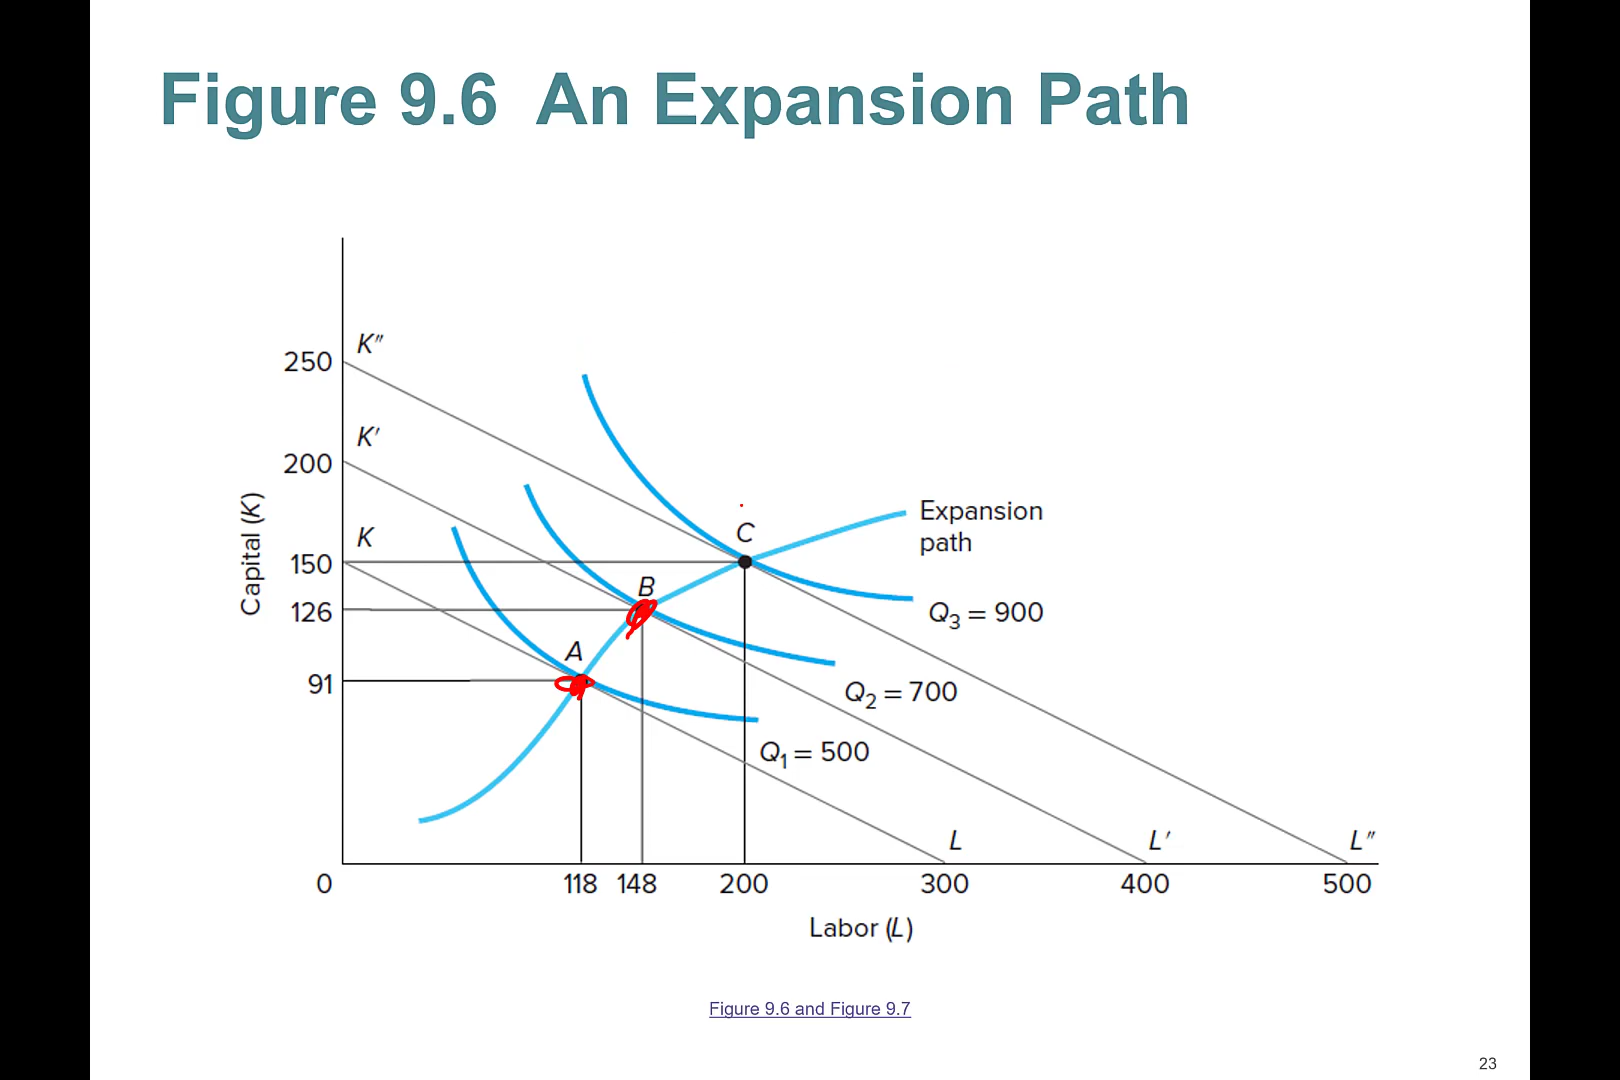 Figure 9.6 An Expansion Path
K″
250
K′
200
Capital (K)
K
150
126
91
C
B
A
Expansion
path
Q3 = 900
Q2 = 700
Q1 = 500
L
L′
L″
0
118
148
200
300
400
500
Labor (L)
Figure 9.6 and Figure 9.7
23